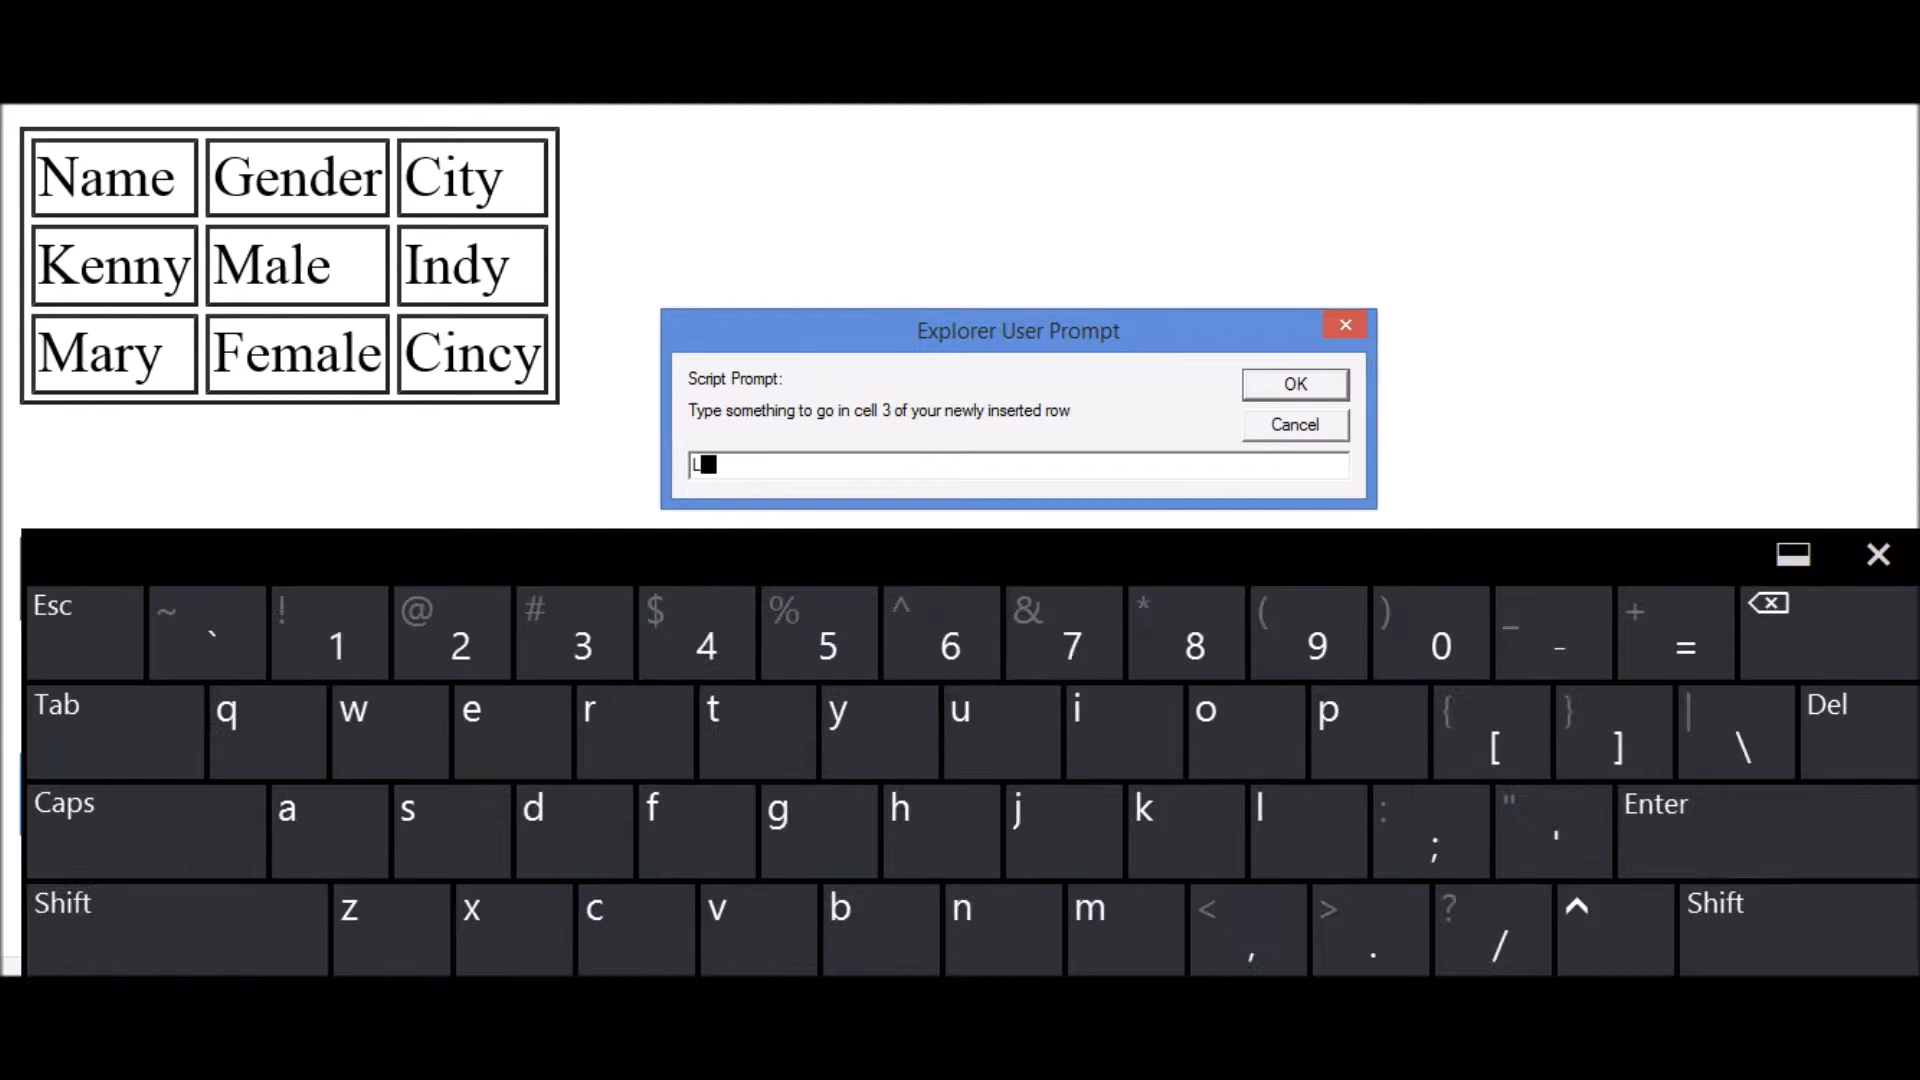 Name Gender City
Kenny Male Indy
Mary Female Cincy
Explorer User Prompt
Script Prompt:
OK
Type something to go in cell 3 of your newly inserted row
Cancel
L
Esc ~ ` ! 1 @ 2 # 3 $ 4 % 5 ^ 6 & 7 * 8 ( 9 ) 0 _ - + =
Tab q w e r t y u i o p { [ } ] | \ Del
Caps a s d f g h j k l : ; " ' Enter
Shift z x c v b n m < , > . ? / Shift